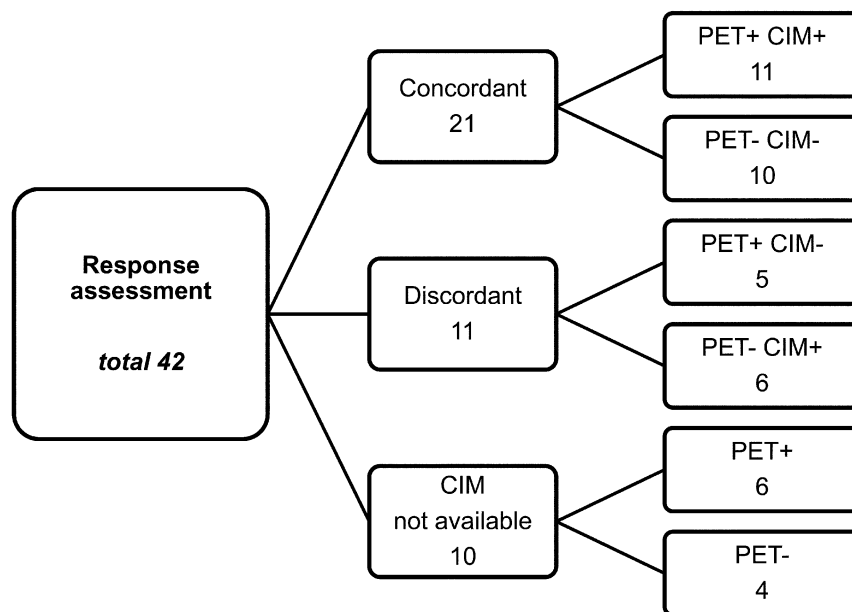 Response
assessment
total 42
Concordant
21
Discordant
11
CIM
not available
10
PET+ CIM+
11
PET- CIM-
10
PET+ CIM-
5
PET- CIM+
6
PET+
6
PET-
4